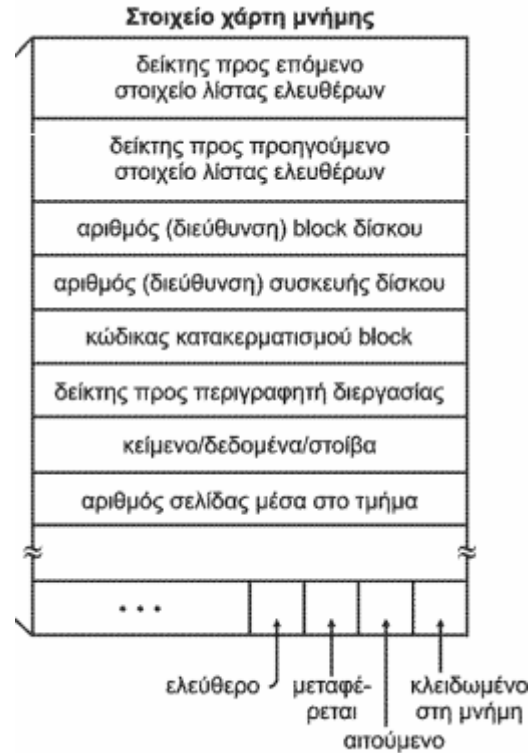 Στοιχείο χάρτη μνήμης
δείκτης προς επόμενο
στοιχείο λίστας ελευθέρων
δείκτης προς προηγούμενο
στοιχείο λίστας ελευθέρων
αριθμός (διεύθυνση) block δίσκου
αριθμός (διεύθυνση) συσκευής δίσκου
κώδικας κατακερματισμού block
δείκτης προς περιγραφητή διεργασίας
κείμενο/δεδομένα/στοίβα
αριθμός σελίδας μέσα στο τμήμα
• • •
ελεύθερο
μεταφέ-
ρεται
αιτούμενο
κλειδωμένο
στη μνήμη